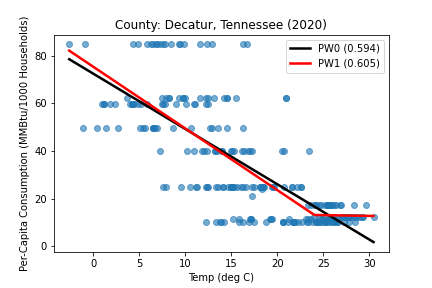 County: Decatur, Tennessee (2020)
PW0 (0.594)
PW1 (0.605)
Per-Capita Consumption (MMBtu/1000 Households)
80
60
40
20
0
0 5 10 15 20 25 30
Temp (deg C)